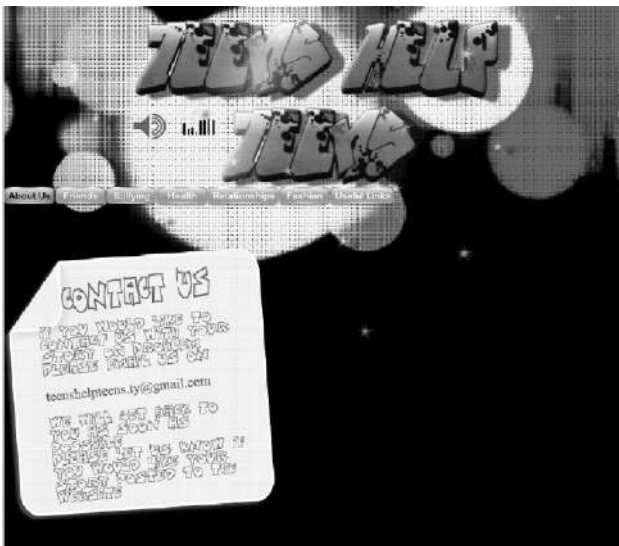 TEENS HELP
TEENS
About Us Friends Bullying Health Relationships Fashion Useful Links
CONTACT US
IF YOU WOULD LIKE TO
CONTACT US WITH YOUR
STORY OR PROBLEM,
PLEASE EMAIL US ON
teenshelpteens.ty@gmail.com
WE WILL GET BACK TO
YOU AS SOON AS
POSSIBLE
PLEASE LET US KNOW IF
YOU WOULD LIKE YOUR
STORY POSTED TO THE
WEBSITE